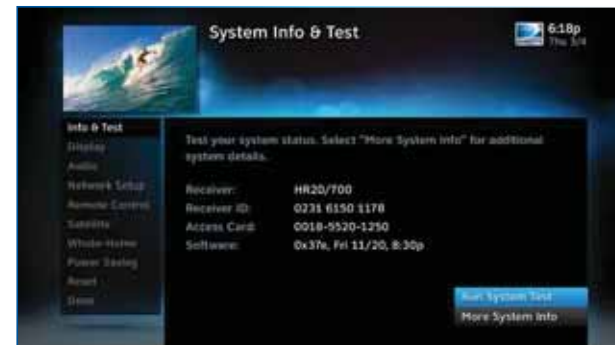 System Info & Test
6:18p
Thu 3/4
Info & Test
Display
Audio
Network Setup
Remote Control
Satellite
Whole-Home
Power Saving
Reset
Done
Test your system status. Select "More System Info" for additional
system details.
Receiver: HR20/700
Receiver ID: 0231 6150 1178
Access Card: 0018-5520-1250
Software: 0x37e, Fri 11/20, 8:30p
Run System Test
More System Info